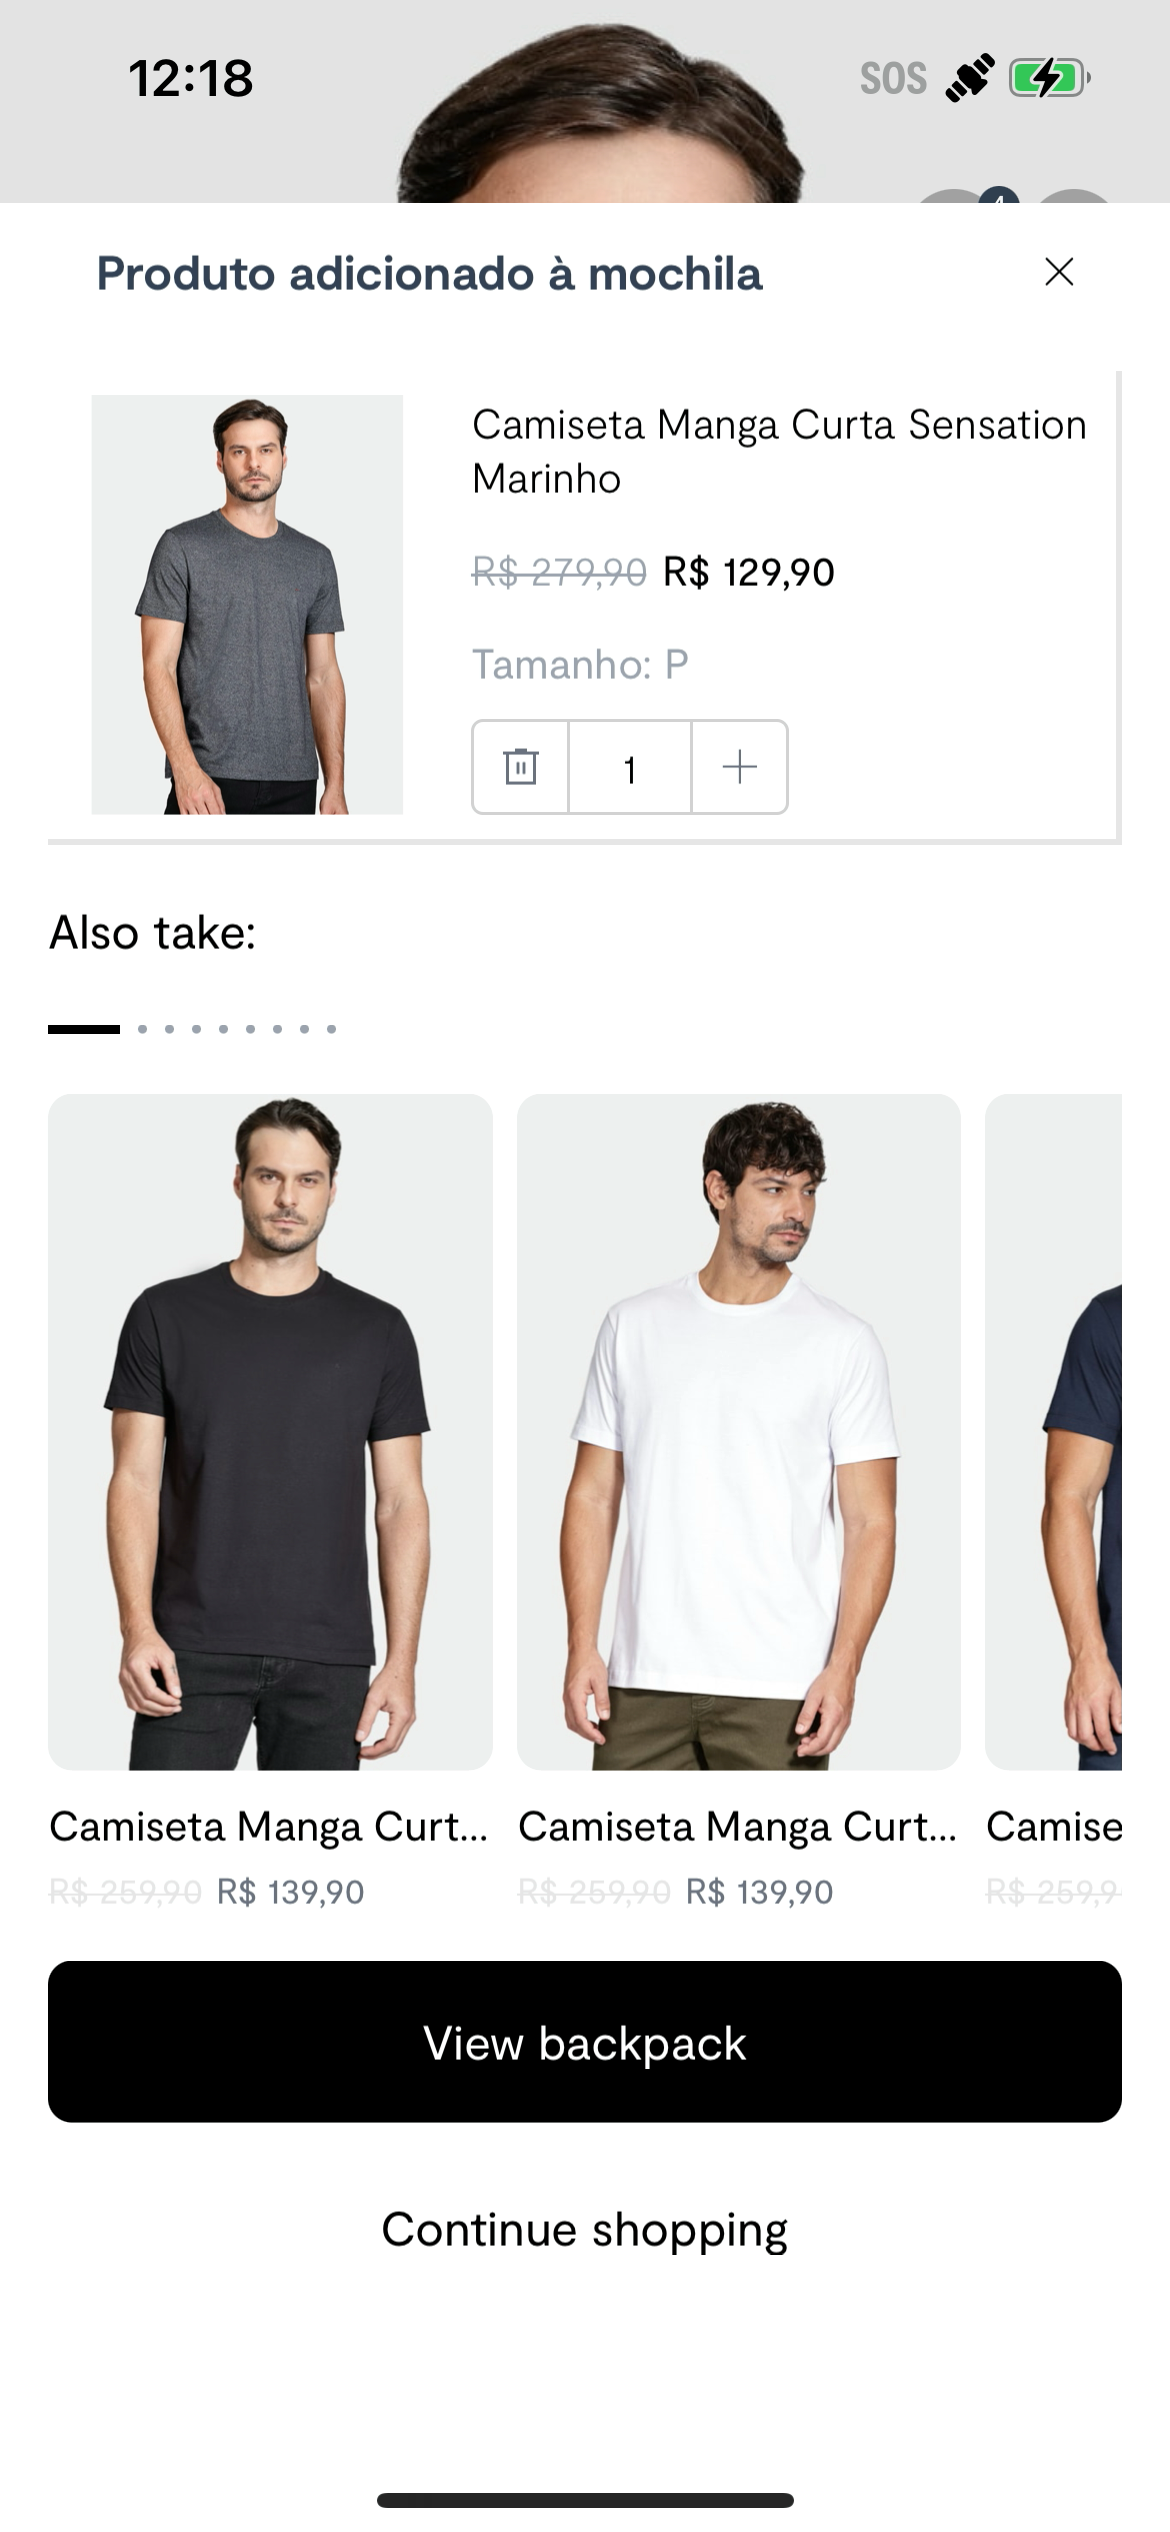 12:18
SOS
Produto adicionado à mochila
Camiseta Manga Curta Sensation
Marinho
R$ 279,90 R$ 129,90
Tamanho: P
1
Also take:
Camiseta Manga Curt... Camiseta Manga Curt... Camise
R$ 259,90 R$ 139,90 R$ 259,90 R$ 139,90 R$ 259,9
View backpack
Continue shopping